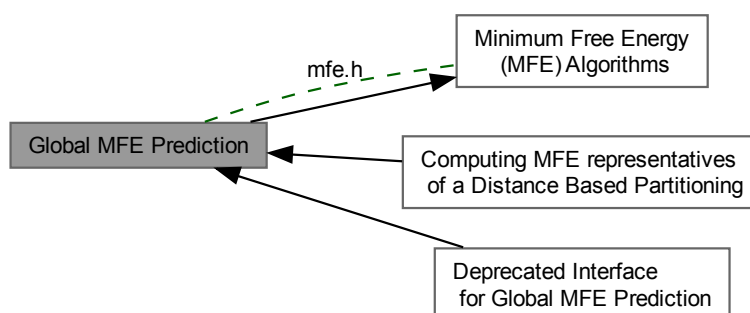 Minimum Free Energy
(MFE) Algorithms
mfe.h
Global MFE Prediction
Computing MFE representatives
of a Distance Based Partitioning
Deprecated Interface
for Global MFE Prediction